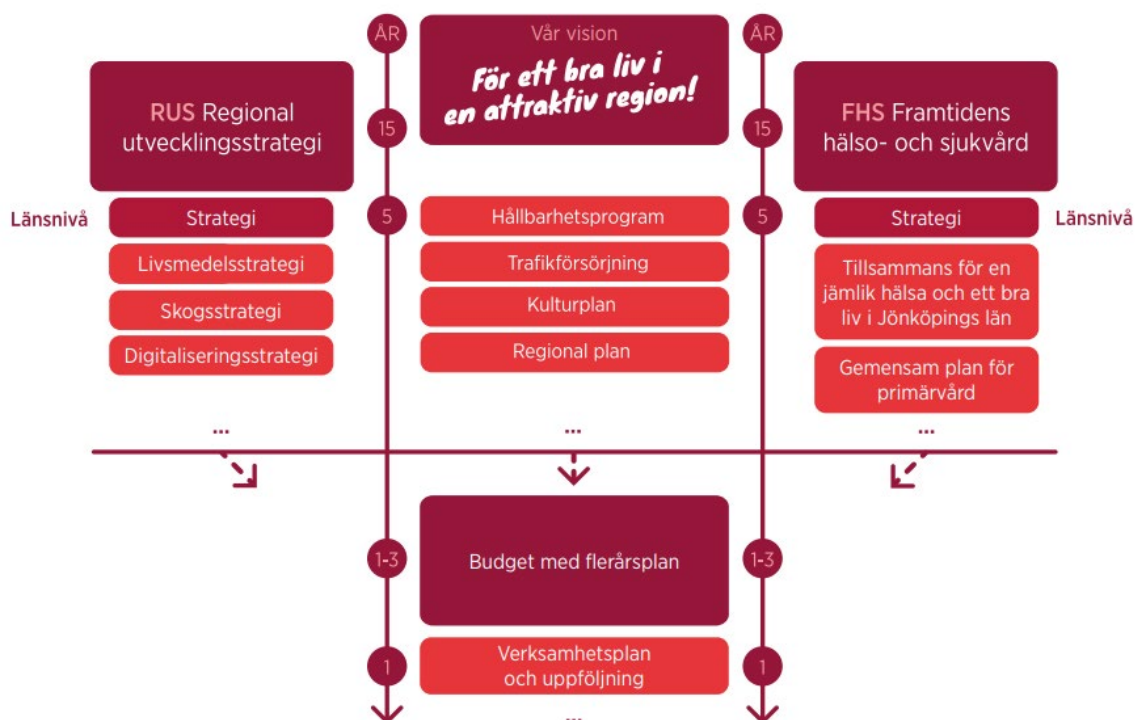 ÅR
Vår vision
För ett bra liv i
en attraktiv region!
ÅR
RUS Regional
utvecklingsstrategi
15
15
FHS Framtidens
hälso- och sjukvård
Länsnivå
Strategi
5
Hållbarhetsprogram
5
Strategi
Länsnivå
Livsmedelsstrategi
Trafikförsörjning
Tillsammans för en
jämlik hälsa och ett bra
liv i Jönköpings län
Skogsstrategi
Kulturplan
Digitaliseringsstrategi
Regional plan
Gemensam plan för
primärvård
...
...
...
1-3
Budget med flerårsplan
1-3
1
Verksamhetsplan
och uppföljning
1
...